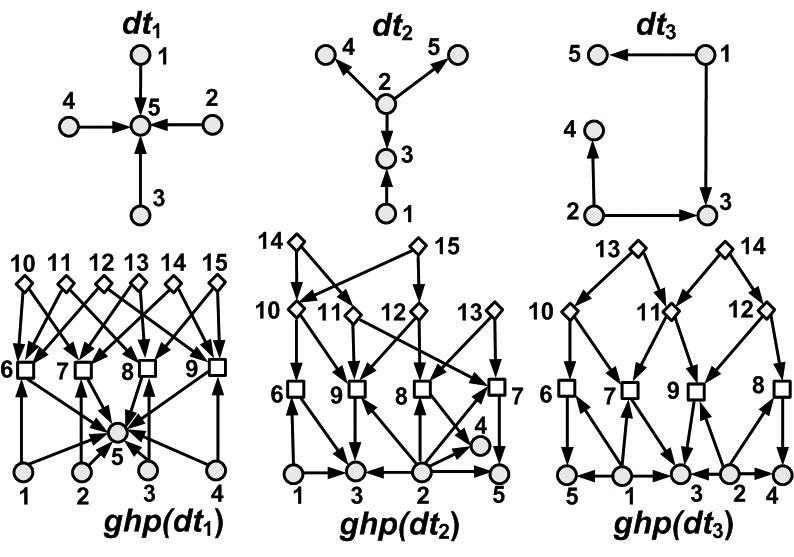 dt1
dt2
dt3
1
4
5
2
3
4
5
2
3
1
5
1
4
2
3
10 11 12 13 14 15
6 7 8 9
5
1 2 3 4
ghp(dt1)
14 15
10 11 12 13
6 9 8 7
4
1 3 2 5
ghp(dt2)
13 14
10 11 12
6 7 9 8
5 1 3 2 4
ghp(dt3)